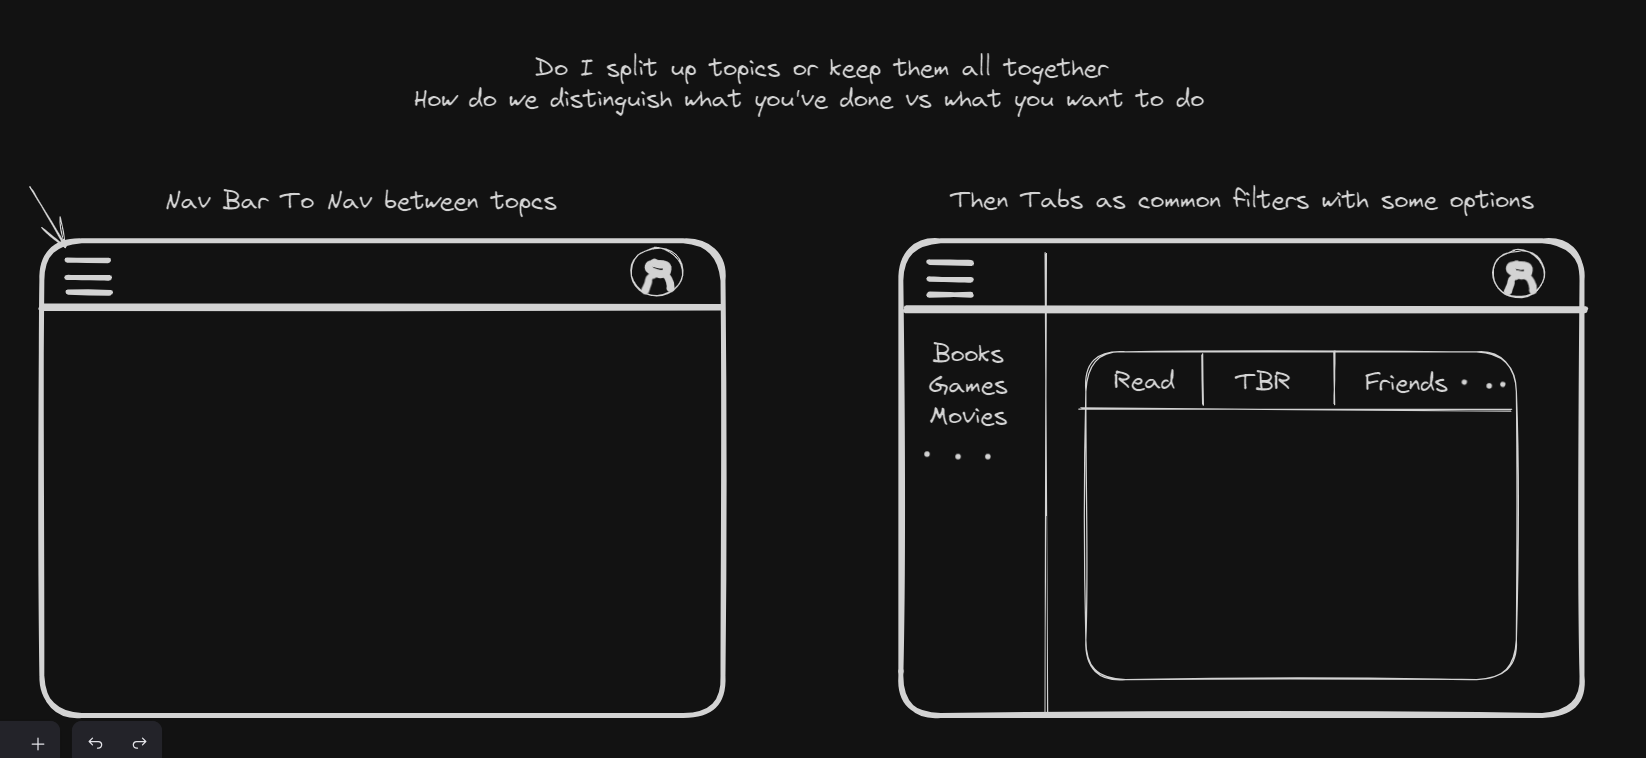 Do I split up topics or keep them all together
How do we distinguish what you've done vs what you want to do
Nav Bar To Nav between topcs
Then Tabs as common filters with some options
Books
Games
Movies
. . .
Read
TBR
Friends . ..